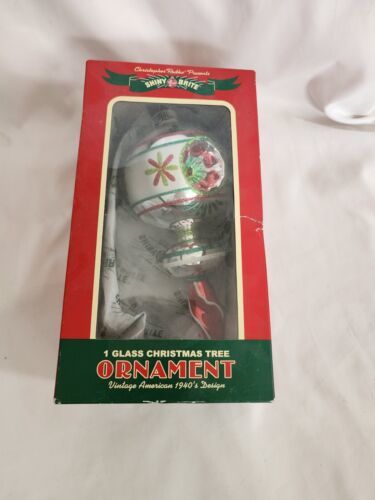 Christopher Radko Presents
SHINY BRITE
1 GLASS CHRISTMAS TREE
ORNAMENT
Vintage American 1940's Design